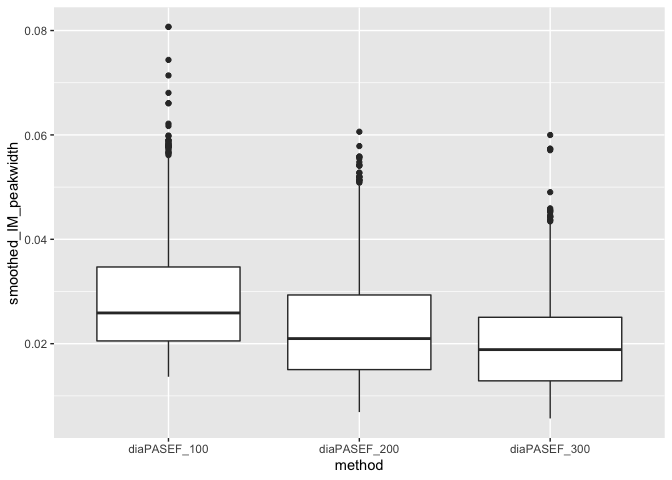 0.08
0.06
0.04
0.02
smoothed_IM_peakwidth
diaPASEF_100
diaPASEF_200
diaPASEF_300
method